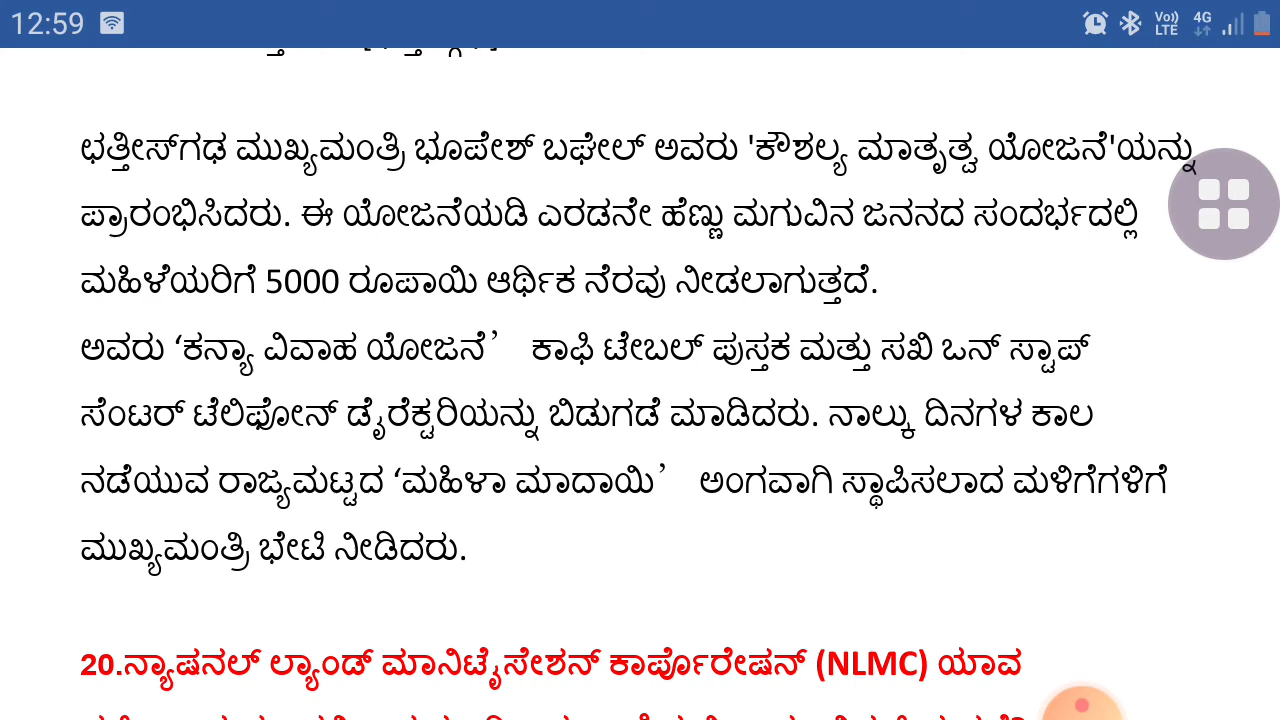 12:59 Vo)) LTE 4G
ಛತ್ತೀಸ್‌ಗಢ ಮುಖ್ಯಮಂತ್ರಿ ಭೂಪೇಶ್ ಬಘೇಲ್ ಅವರು 'ಕೌಶಲ್ಯ ಮಾತೃತ್ವ ಯೋಜನೆ'ಯನ್ನು
ಪ್ರಾರಂಭಿಸಿದರು. ಈ ಯೋಜನೆಯಡಿ ಎರಡನೇ ಹೆಣ್ಣು ಮಗುವಿನ ಜನನದ ಸಂದರ್ಭದಲ್ಲಿ
ಮಹಿಳೆಯರಿಗೆ 5000 ರೂಪಾಯಿ ಆರ್ಥಿಕ ನೆರವು ನೀಡಲಾಗುತ್ತದೆ.
ಅವರು ‘ಕನ್ಯಾ ವಿವಾಹ ಯೋಜನೆ’ ಕಾಫಿ ಟೇಬಲ್ ಪುಸ್ತಕ ಮತ್ತು ಸಖಿ ಒನ್ ಸ್ಟಾಪ್
ಸೆಂಟರ್ ಟೆಲಿಫೋನ್ ಡೈರೆಕ್ಟರಿಯನ್ನು ಬಿಡುಗಡೆ ಮಾಡಿದರು. ನಾಲ್ಕು ದಿನಗಳ ಕಾಲ
ನಡೆಯುವ ರಾಜ್ಯಮಟ್ಟದ ‘ಮಹಿಳಾ ಮಾದಾಯಿ’ ಅಂಗವಾಗಿ ಸ್ಥಾಪಿಸಲಾದ ಮಳಿಗೆಗಳಿಗೆ
ಮುಖ್ಯಮಂತ್ರಿ ಭೇಟಿ ನೀಡಿದರು.
20.ನ್ಯಾಷನಲ್ ಲ್ಯಾಂಡ್ ಮಾನಿಟೈಸೇಶನ್ ಕಾರ್ಪೊರೇಷನ್ (NLMC) ಯಾವ